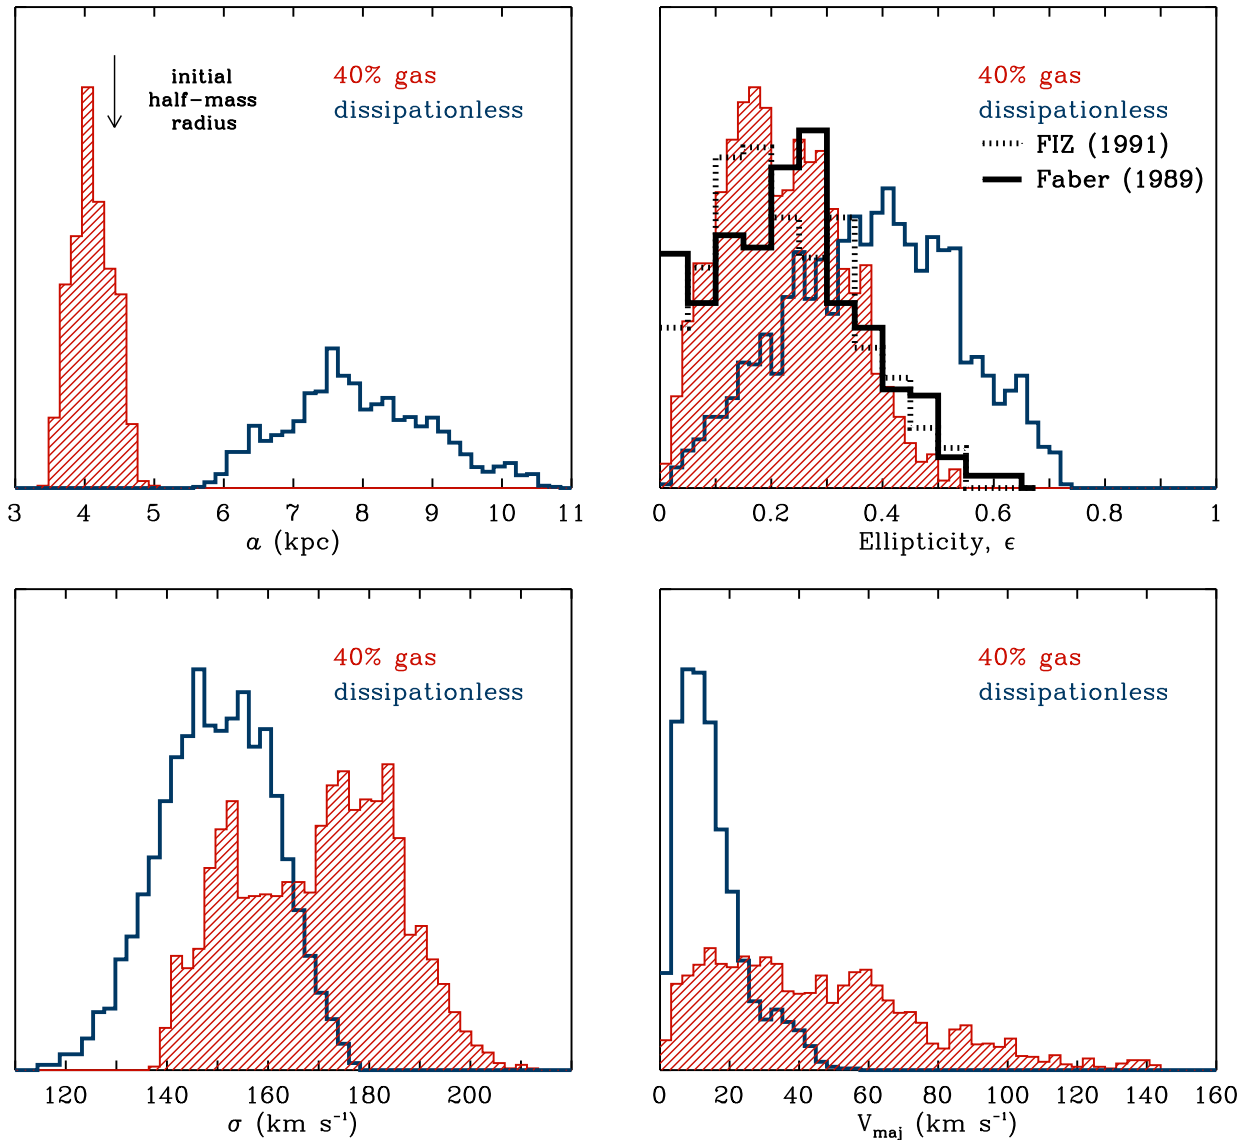 initial
half-mass
radius
40% gas
dissipationless
3 4 5 6 7 8 9 10 11
a (kpc)
40% gas
dissipationless
FIZ (1991)
Faber (1989)
0 0.2 0.4 0.6 0.8 1
Ellipticity, ϵ
40% gas
dissipationless
120 140 160 180 200
σ (km s⁻¹)
40% gas
dissipationless
0 20 40 60 80 100 120 140 160
V_maj (km s⁻¹)